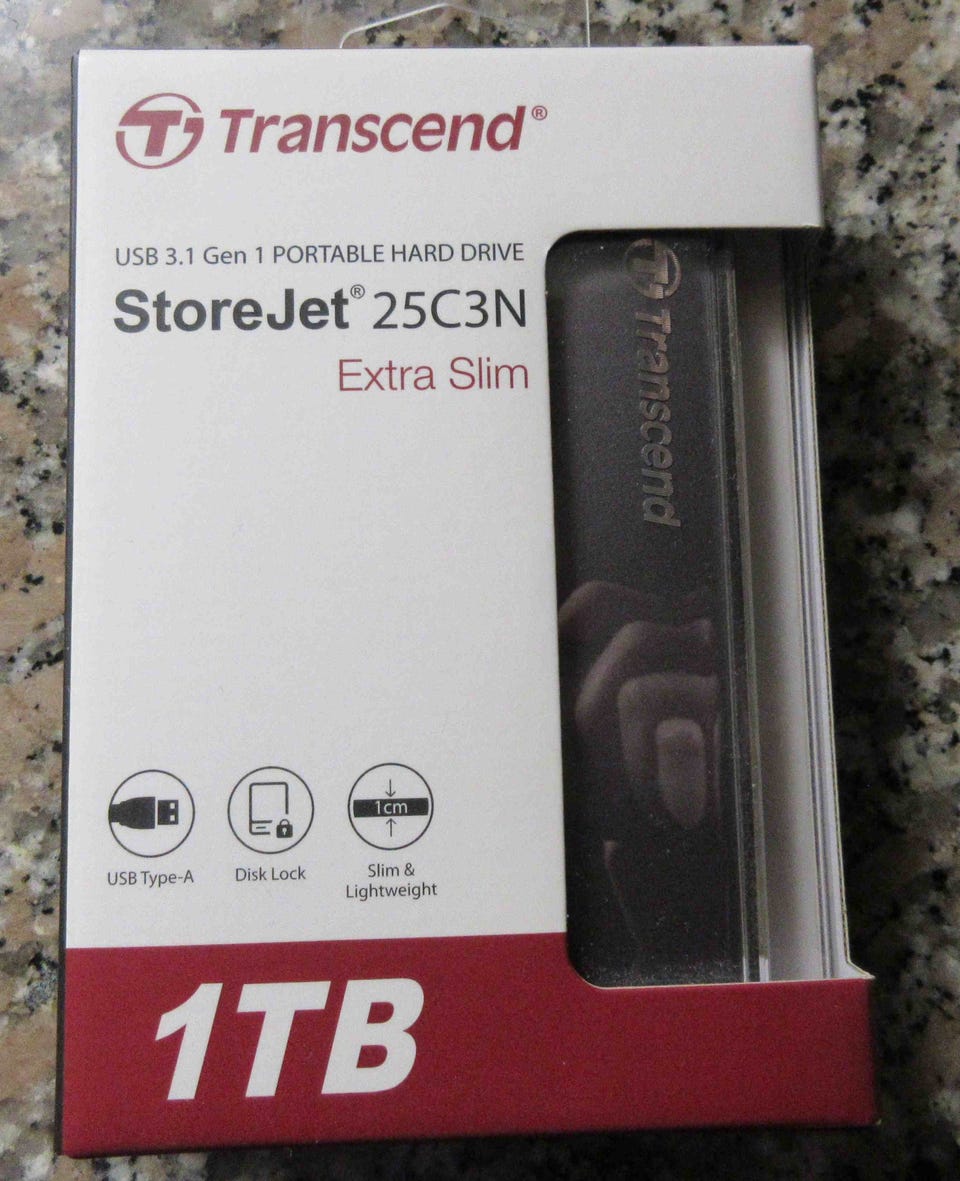 Transcend®
USB 3.1 Gen 1 PORTABLE HARD DRIVE
StoreJet® 25C3N
Extra Slim
Transcend
1cm
USB Type-A
Disk Lock
Slim &
Lightweight
1TB